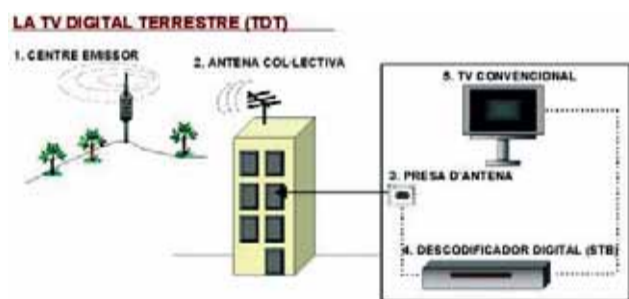 LA TV DIGITAL TERRESTRE (TDT)
1. CENTRE EMISSOR
2. ANTENA COL·LECTIVA
5. TV CONVENCIONAL
3. PRESA D'ANTENA
4. DESCODIFICADOR DIGITAL (STB)